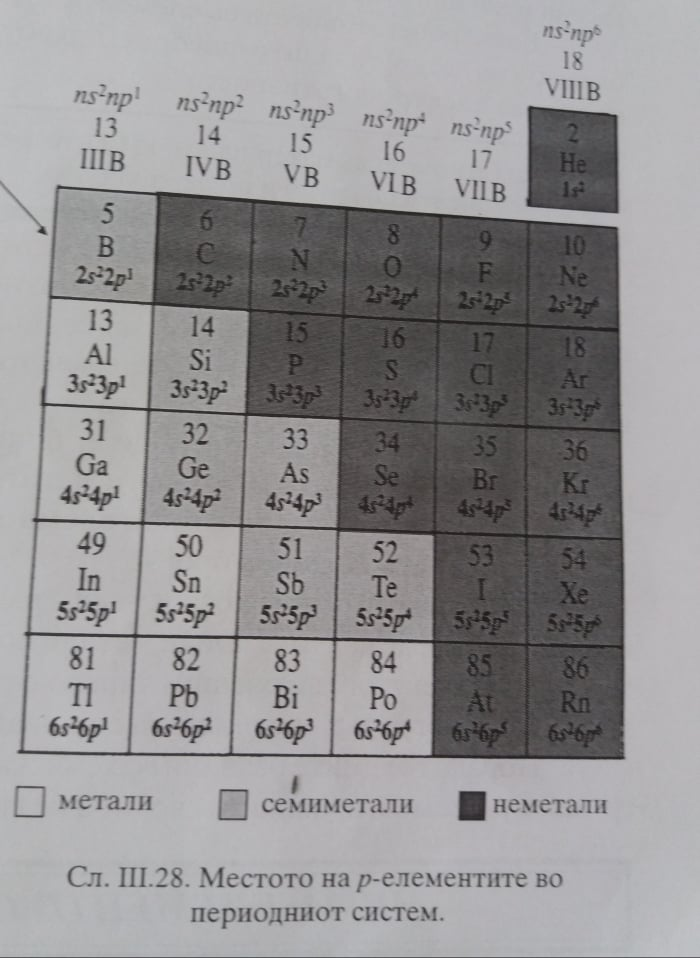 ns²np⁶
18
VIIIB
ns²np¹ ns²np² ns²np³ ns²np⁴ ns²np⁵
13 14 15 16 17
IIIB IVB VB VIB VIIB
2
He
1s²
5 6 7 8 9 10
B C N O F Ne
2s²2p¹ 2s²2p² 2s²2p³ 2s²2p⁴ 2s²2p⁵ 2s²2p⁶
13 14 15 16 17 18
Al Si P S Cl Ar
3s²3p¹ 3s²3p² 3s²3p³ 3s²3p⁴ 3s²3p⁵ 3s²3p⁶
31 32 33 34 35 36
Ga Ge As Se Br Kr
4s²4p¹ 4s²4p² 4s²4p³ 4s²4p⁴ 4s²4p⁵ 4s²4p⁶
49 50 51 52 53 54
In Sn Sb Te I Xe
5s²5p¹ 5s²5p² 5s²5p³ 5s²5p⁴ 5s²5p⁵ 5s²5p⁶
81 82 83 84 85 86
Tl Pb Bi Po At Rn
6s²6p¹ 6s²6p² 6s²6p³ 6s²6p⁴ 6s²6p⁵ 6s²6p⁶
метали семиметали неметали
Сл. III.28. Местото на p-елементите во
периодниот систем.